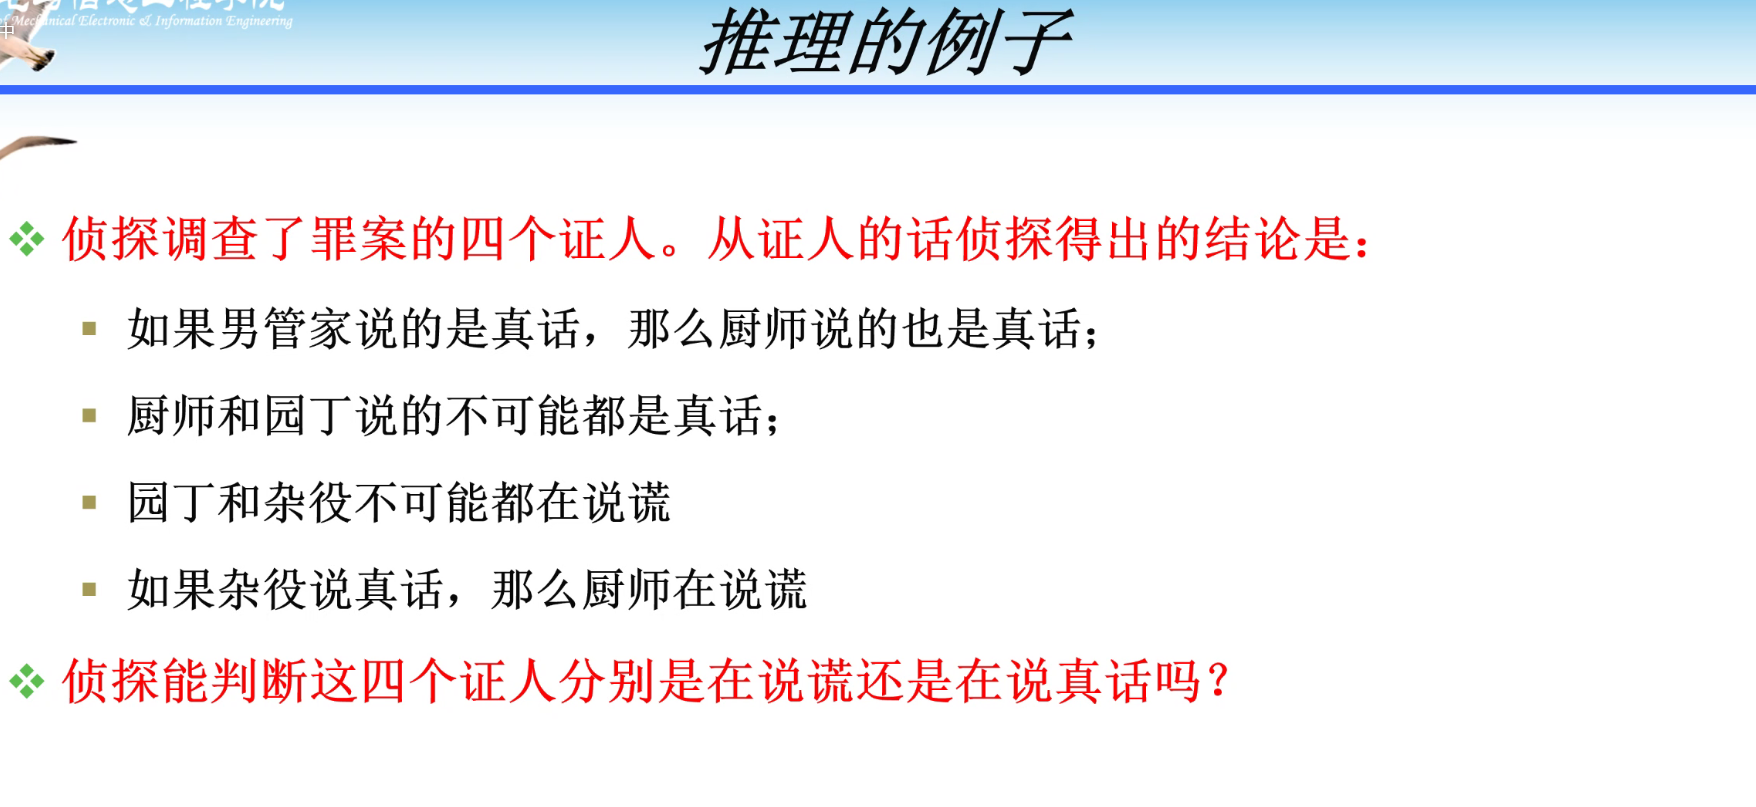 Mechanical Electronic & Information Engineering
中
推理的例子
侦探调查了罪案的四个证人。从证人的话侦探得出的结论是：
如果男管家说的是真话，那么厨师说的也是真话；
厨师和园丁说的不可能都是真话；
园丁和杂役不可能都在说谎
如果杂役说真话，那么厨师在说谎
侦探能判断这四个证人分别是在说谎还是在说真话吗？